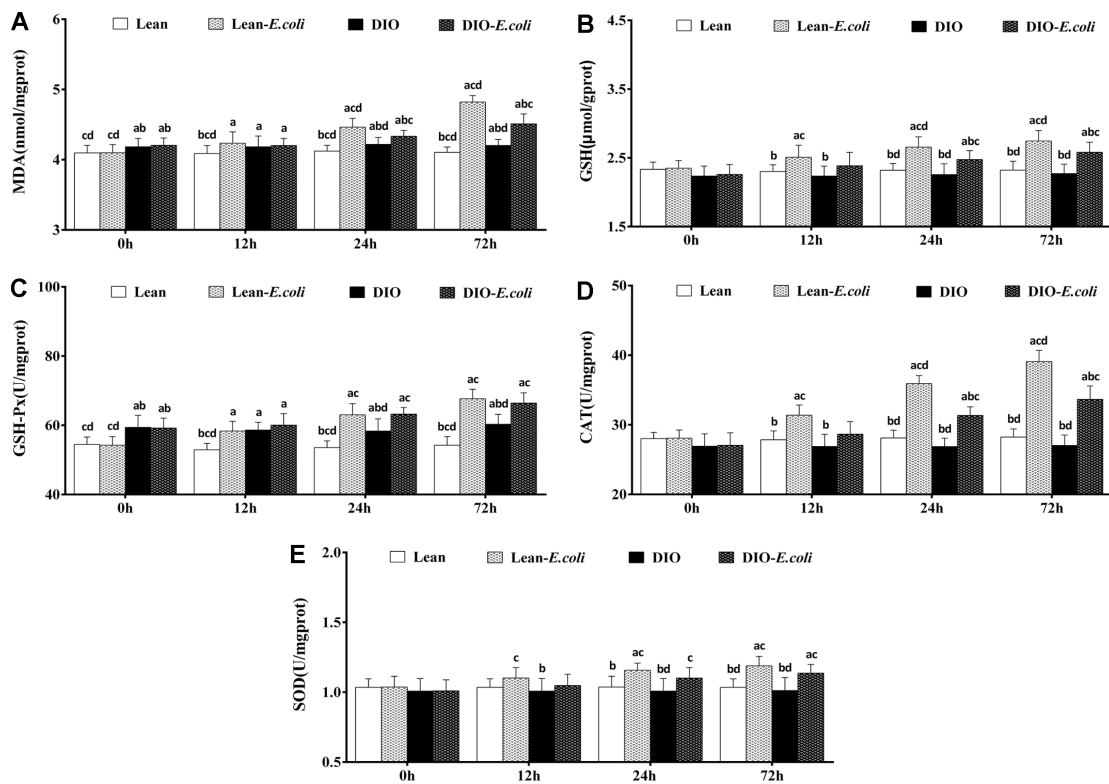 A
Lean
Lean-E.coli
DIO
DIO-E.coli
MDA(nmol/mgprot)
6
5
4
3
cd
cd
ab
ab
bcd
a
a
a
bcd
acd
abd
abc
bcd
acd
abd
abc
0h
12h
24h
72h
B
Lean
Lean-E.coli
DIO
DIO-E.coli
GSH(μmol/gprot)
4.5
3.5
2.5
1.5
b
ac
b
bd
acd
bd
abc
bd
acd
bd
abc
0h
12h
24h
72h
C
Lean
Lean-E.coli
DIO
DIO-E.coli
GSH-Px(U/mgprot)
100
80
60
40
cd
cd
ab
ab
bcd
a
a
a
bcd
ac
abd
ac
bcd
ac
abd
ac
0h
12h
24h
72h
D
Lean
Lean-E.coli
DIO
DIO-E.coli
CAT(U/mgprot)
50
40
30
20
b
ac
b
bd
acd
bd
abc
bd
acd
bd
abc
0h
12h
24h
72h
E
Lean
Lean-E.coli
DIO
DIO-E.coli
SOD(U/mgprot)
2.0
1.5
1.0
0.5
c
b
b
ac
bd
c
bd
ac
bd
ac
0h
12h
24h
72h